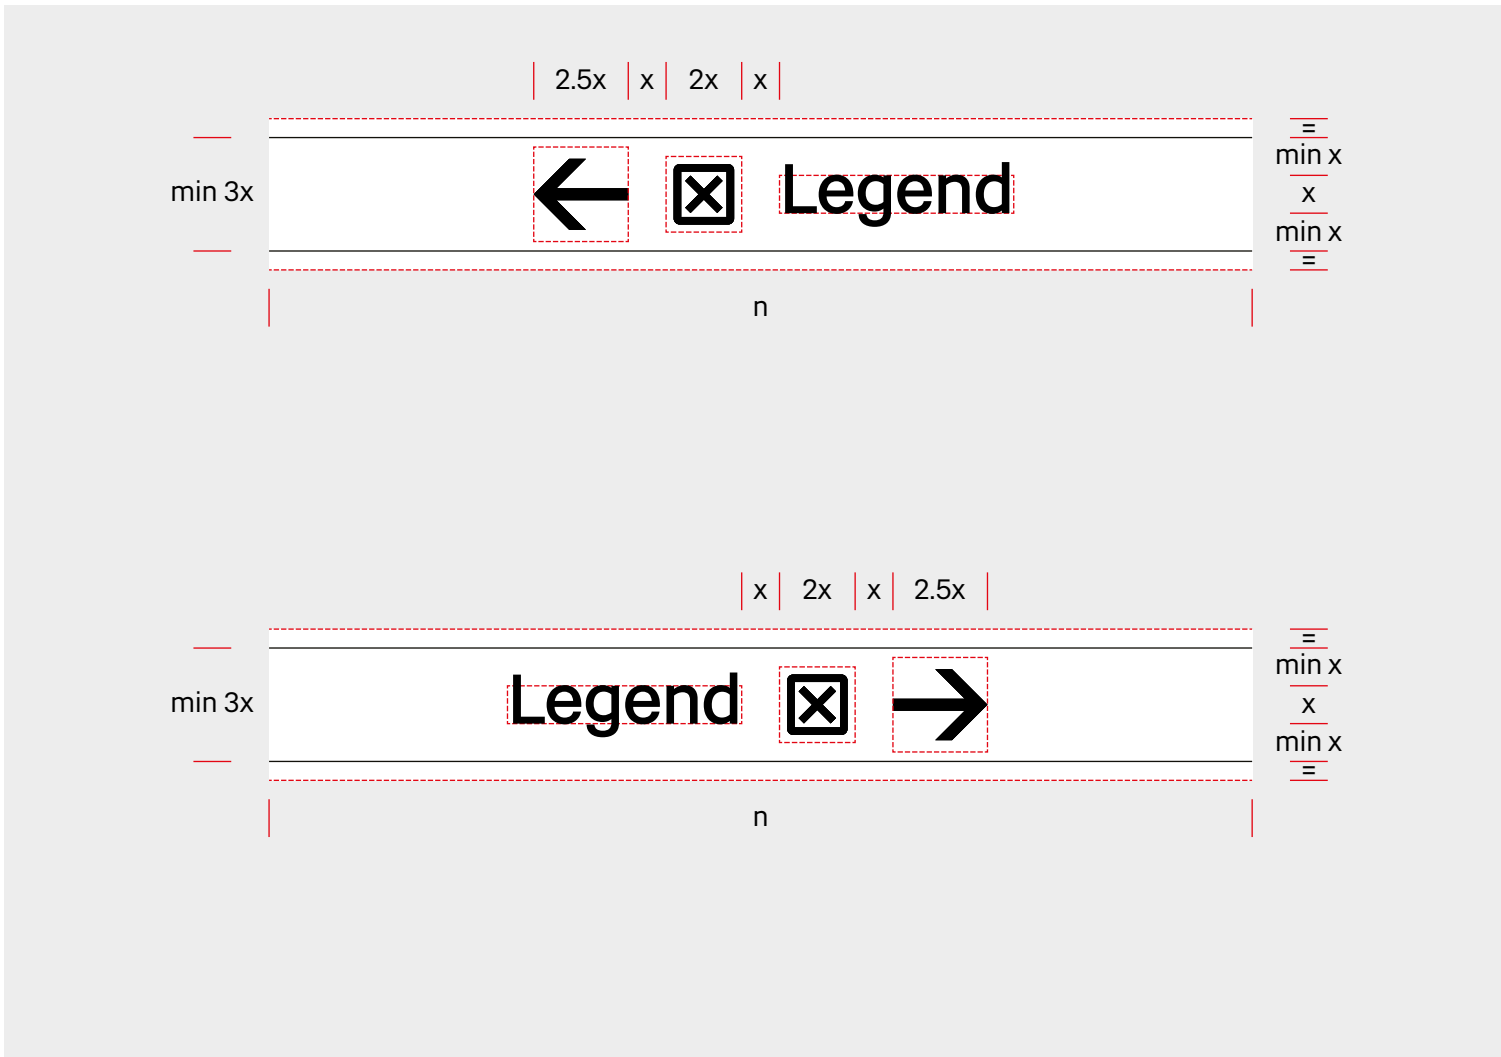 2.5x x 2x x
=
min x
min 3x
Legend
x
min x
=
n
x 2x x 2.5x
=
min x
min 3x
Legend
x
min x
=
n